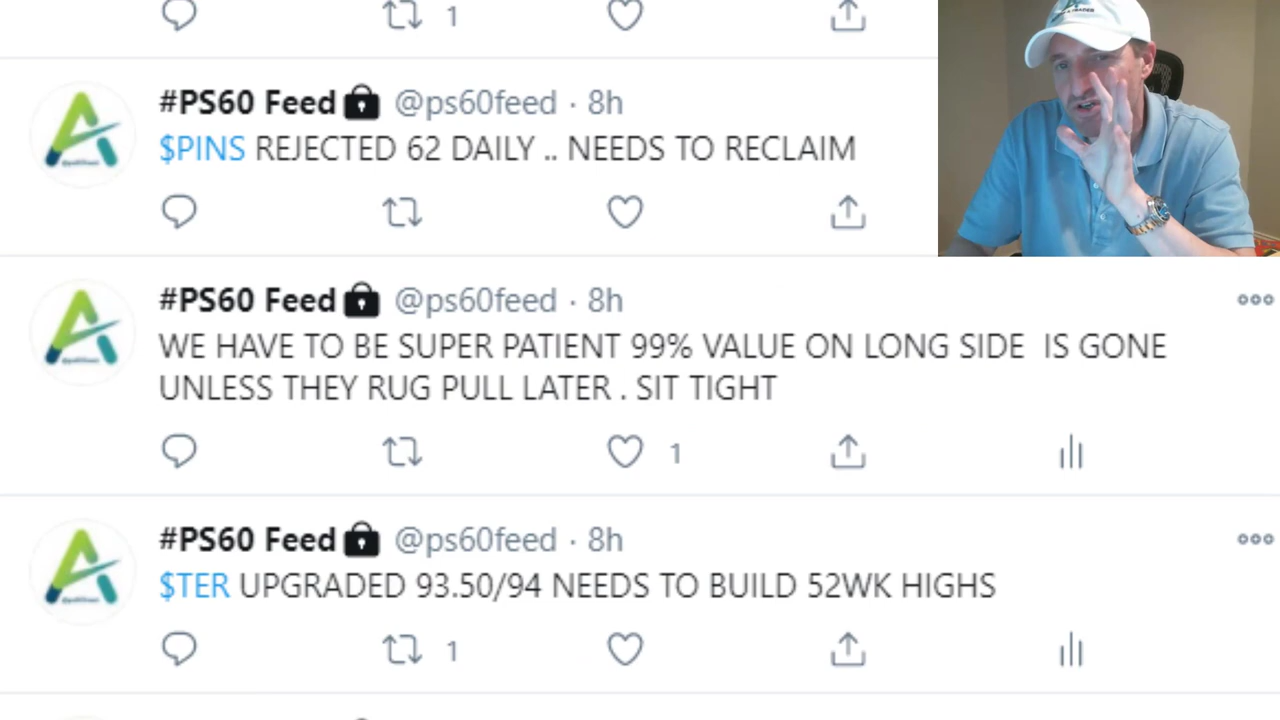 1
#PS60 Feed @ps60feed · 8h
$PINS REJECTED 62 DAILY .. NEEDS TO RECLAIM
#PS60 Feed @ps60feed · 8h
WE HAVE TO BE SUPER PATIENT 99% VALUE ON LONG SIDE IS GONE
UNLESS THEY RUG PULL LATER . SIT TIGHT
1
#PS60 Feed @ps60feed · 8h
$TER UPGRADED 93.50/94 NEEDS TO BUILD 52WK HIGHS
1